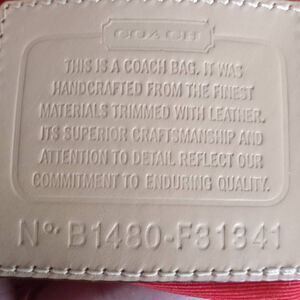 COACH
THIS IS A COACH BAG. IT WAS
HANDCRAFTED FROM THE FINEST
MATERIALS TRIMMED WITH LEATHER.
ITS SUPERIOR CRAFTSMANSHIP AND
ATTENTION TO DETAIL REFLECT OUR
COMMITMENT TO ENDURING QUALITY.
No. B1480-F31341